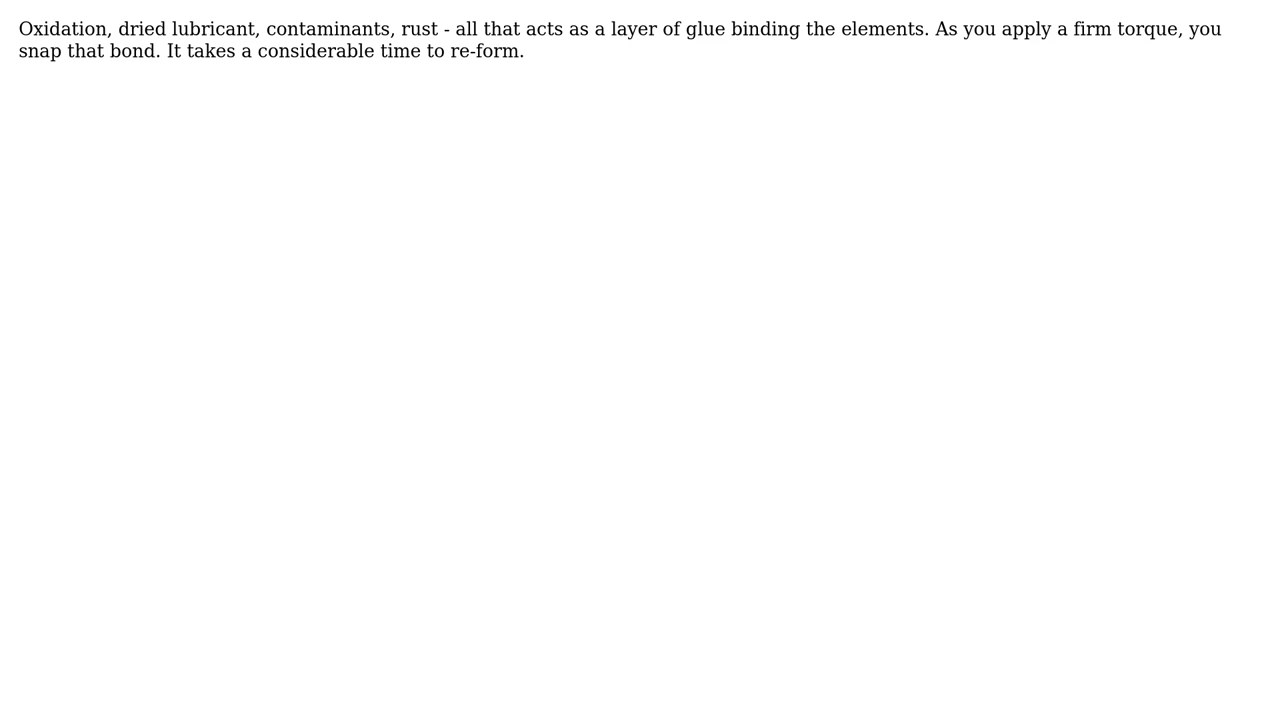 Oxidation, dried lubricant, contaminants, rust - all that acts as a layer of glue binding the elements. As you apply a firm torque, you
snap that bond. It takes a considerable time to re-form.